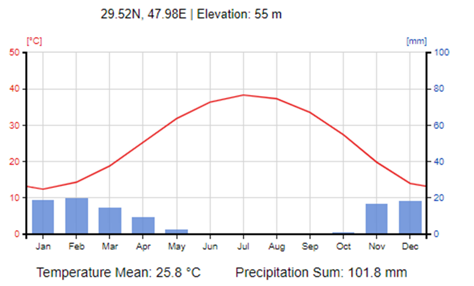 29.52N, 47.98E | Elevation: 55 m
[°C] [mm]
50 100
40 80
30 60
20 40
10 20
0 0
Jan Feb Mar Apr May Jun Jul Aug Sep Oct Nov Dec
Temperature Mean: 25.8 °C Precipitation Sum: 101.8 mm